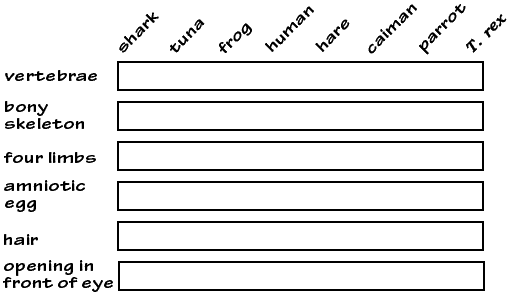 shark
tuna
frog
human
hare
caiman
parrot
T. rex
vertebrae
bony
skeleton
four limbs
amniotic
egg
hair
opening in
front of eye